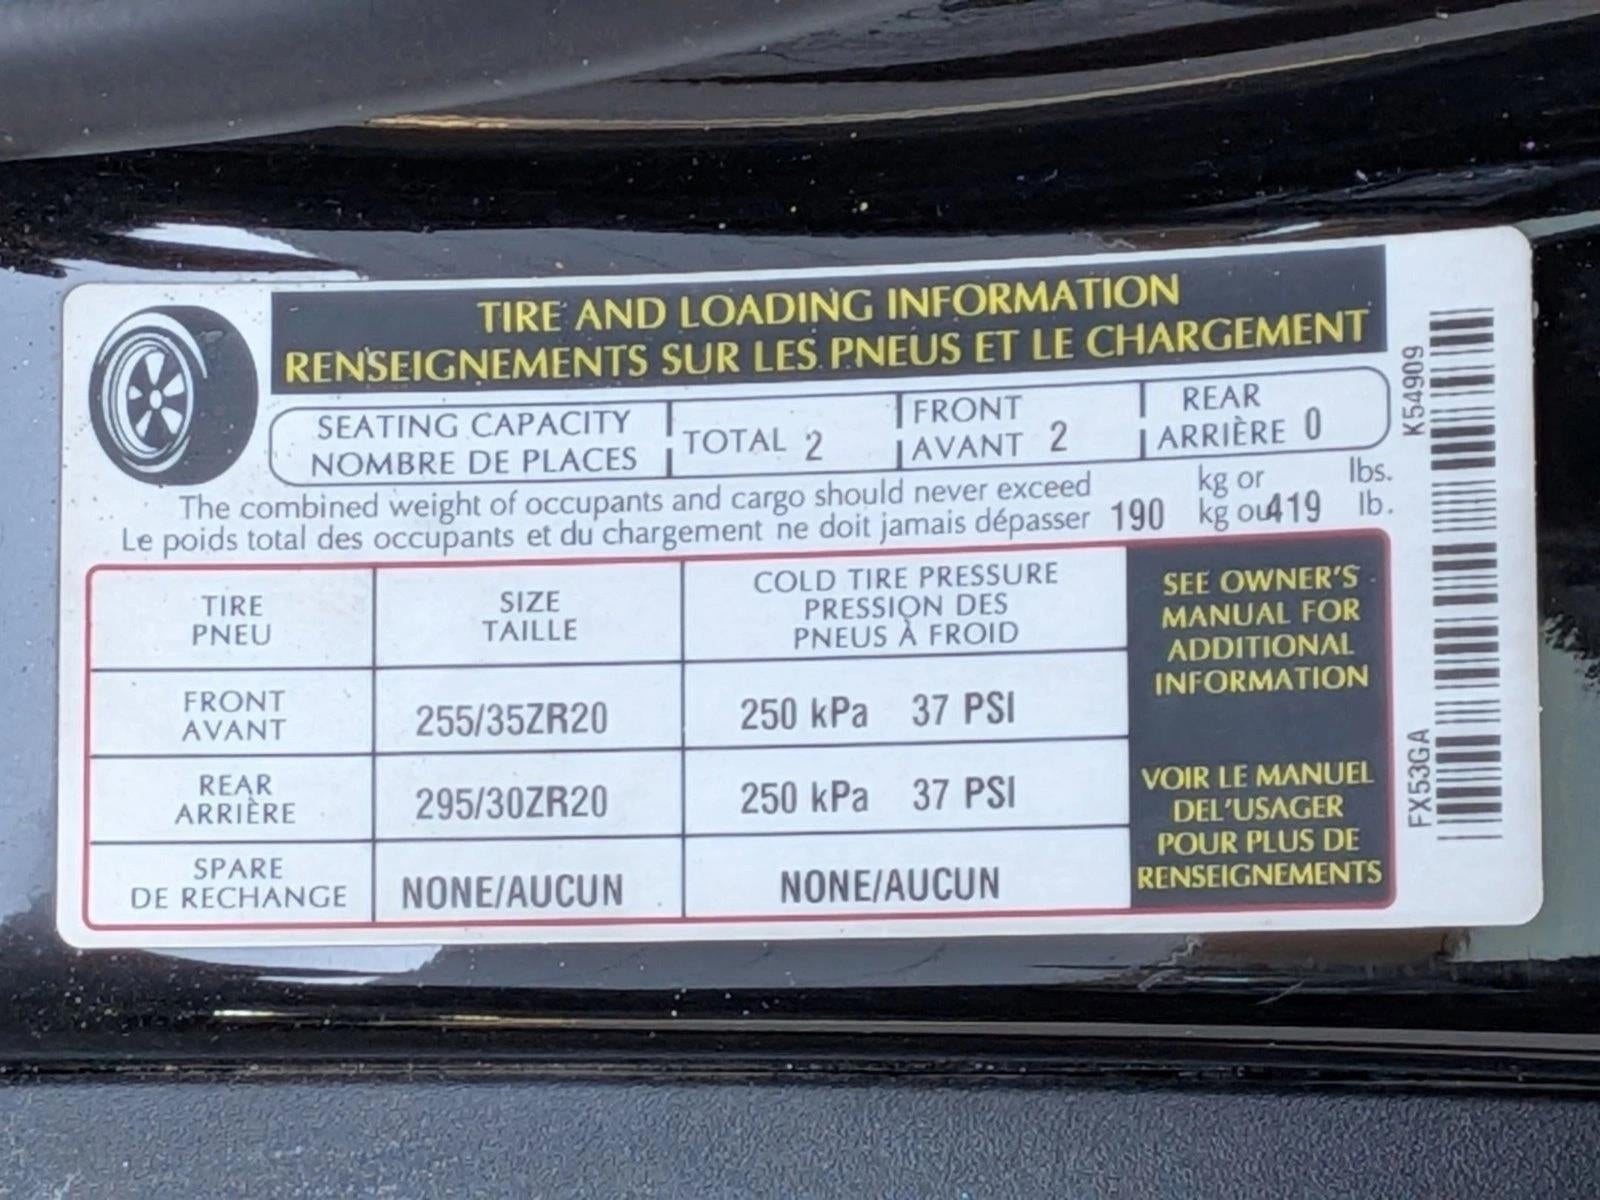 TIRE AND LOADING INFORMATION
RENSEIGNEMENTS SUR LES PNEUS ET LE CHARGEMENT
SEATING CAPACITY
NOMBRE DE PLACES
TOTAL 2
FRONT
AVANT 2
REAR
ARRIÈRE 0
The combined weight of occupants and cargo should never exceed kg or lbs.
Le poids total des occupants et du chargement ne doit jamais dépasser 190 kg ou 419 lb.
TIRE
PNEU
SIZE
TAILLE
COLD TIRE PRESSURE
PRESSION DES
PNEUS À FROID
FRONT
AVANT
255/35ZR20
250 kPa 37 PSI
REAR
ARRIÈRE
295/30ZR20
250 kPa 37 PSI
SPARE
DE RECHANGE
NONE/AUCUN
NONE/AUCUN
SEE OWNER'S
MANUAL FOR
ADDITIONAL
INFORMATION
VOIR LE MANUEL
DEL'USAGER
POUR PLUS DE
RENSEIGNEMENTS
K54909
FX53GA